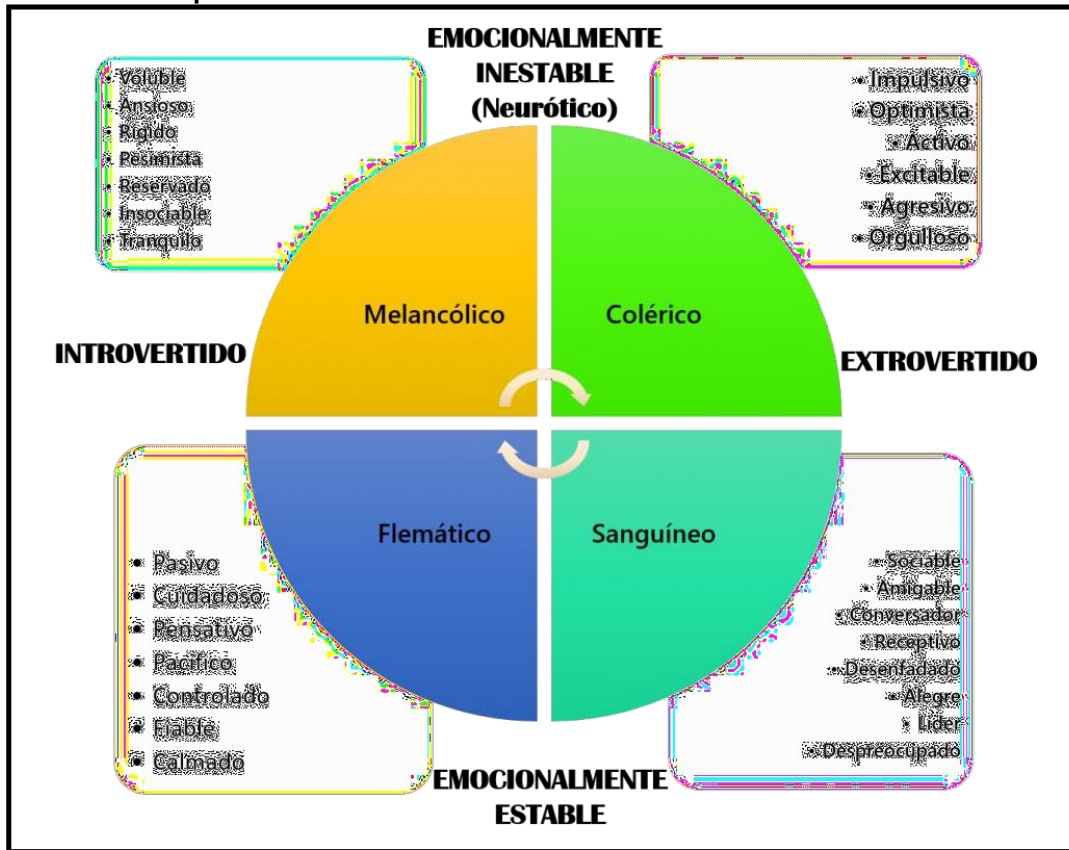 EMOCIONALMENTE
INESTABLE
(Neurótico)
• Voluble
• Ansioso
• Rígido
• Pesimista
• Reservado
• Insociable
• Tranquilo
• Impulsivo
• Optimista
• Activo
• Excitable
• Agresivo
• Orgulloso
Melancólico
Colérico
INTROVERTIDO
EXTROVERTIDO
Flemático
Sanguíneo
• Pasivo
• Cuidadoso
• Pensativo
• Pacífico
• Controlado
• Fiable
• Calmado
• Sociable
• Amigable
• Conversador
• Receptivo
• Desenfadado
• Alegre
• Líder
• Despreocupado
EMOCIONALMENTE
ESTABLE